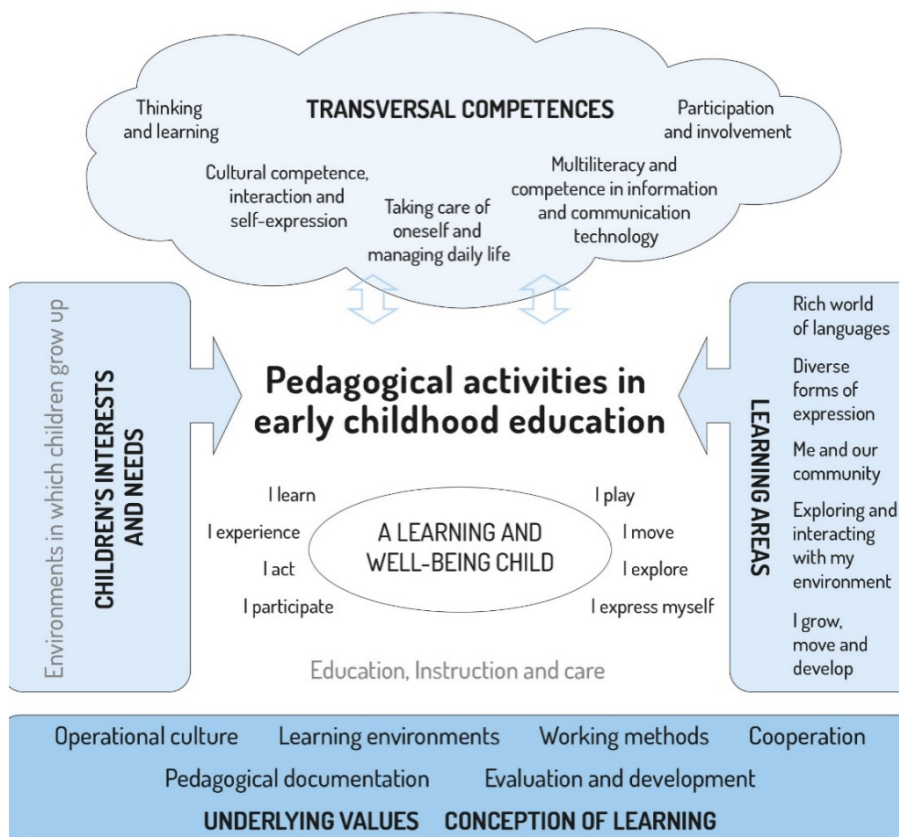 TRANSVERSAL COMPETENCES
Thinking
and learning
Participation
and involvement
Cultural competence,
interaction and
self-expression
Taking care of
oneself and
managing daily life
Multiliteracy and
competence in information
and communication
technology
Environments in which children grow up
CHILDREN'S INTERESTS
AND NEEDS
Pedagogical activities in
early childhood education
I learn
I experience
I act
I participate
A LEARNING AND
WELL-BEING CHILD
I play
I move
I explore
I express myself
Education, Instruction and care
LEARNING AREAS
Rich world
of languages
Diverse
forms of
expression
Me and our
community
Exploring and
interacting
with my
environment
I grow,
move and
develop
Operational culture Learning environments Working methods Cooperation
Pedagogical documentation Evaluation and development
UNDERLYING VALUES CONCEPTION OF LEARNING